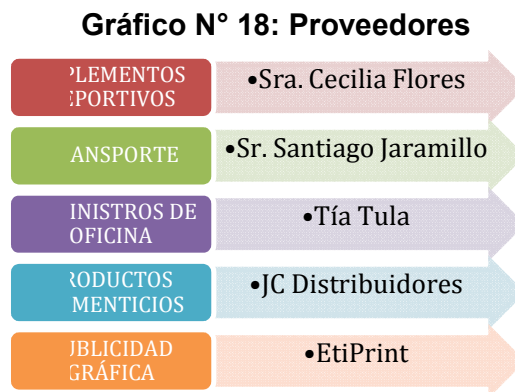 Gráfico N° 18: Proveedores
PLEMENTOS
EPORTIVOS
•Sra. Cecilia Flores
ANSPORTE
•Sr. Santiago Jaramillo
INISTROS DE
OFICINA
•Tía Tula
RODUCTOS
MENTICIOS
•JC Distribuidores
UBLICIDAD
GRÁFICA
•EtiPrint